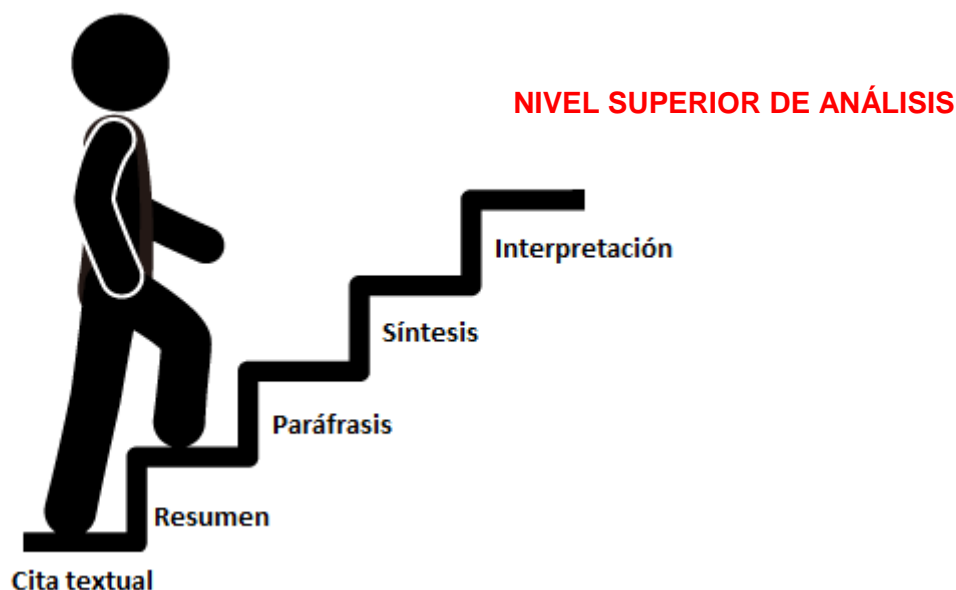 NIVEL SUPERIOR DE ANÁLISIS
Interpretación
Síntesis
Paráfrasis
Resumen
Cita textual